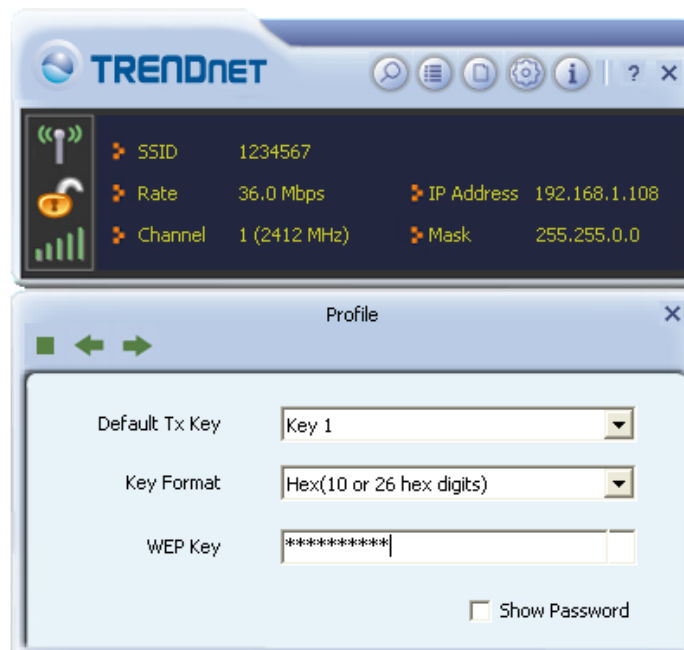 TRENDNET
? ×
SSID 1234567
Rate 36.0 Mbps IP Address 192.168.1.108
Channel 1 (2412 MHz) Mask 255.255.0.0
Profile ×
Default Tx Key Key 1
Key Format Hex(10 or 26 hex digits)
WEP Key **********
Show Password